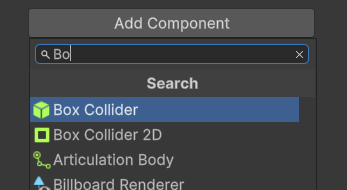 Add Component
Bo
Search
Box Collider
Box Collider 2D
Articulation Body
Billboard Renderer